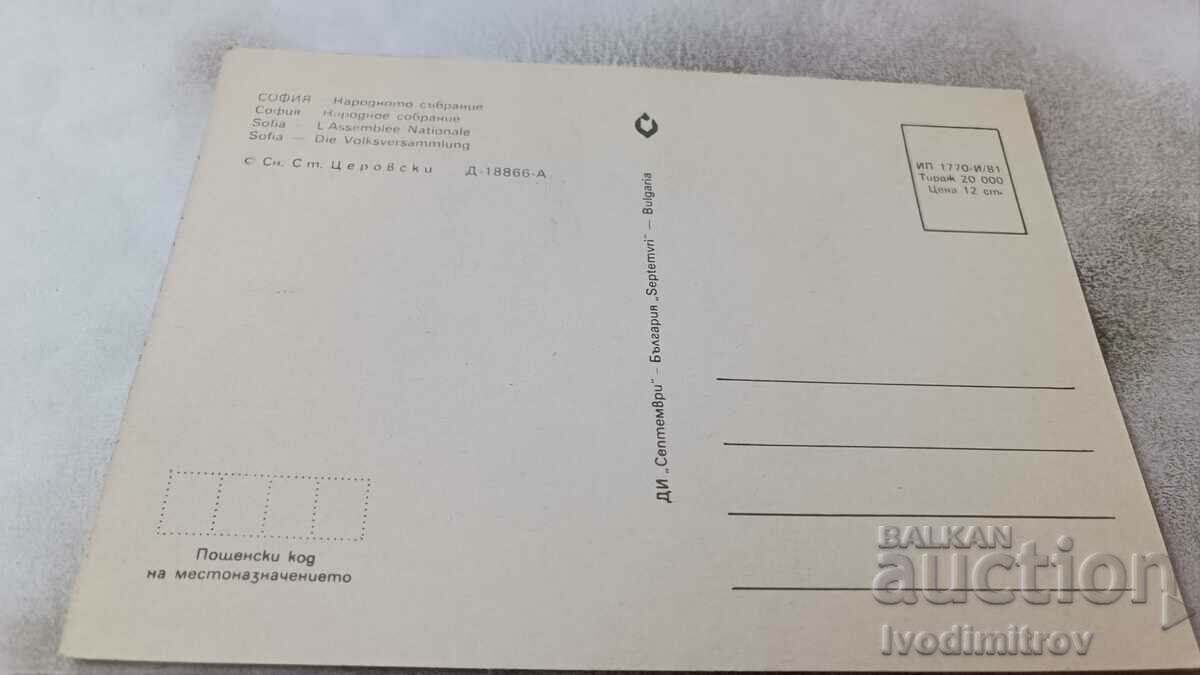 СОФИЯ - Народното събрание
София - Народное собрание
Sofia - L'Assemblée Nationale
Sofia — Die Volksversammlung
© Сн. Ст. Церовски Д-18866-А
ДИ „Септември" — България „Septemvri" — Bulgaria
ИП 1770-И/81
Тираж 20 000
Цена 12 ст.
Пощенски код
на местоназначението
BALKAN
auction
Ivodimitrov